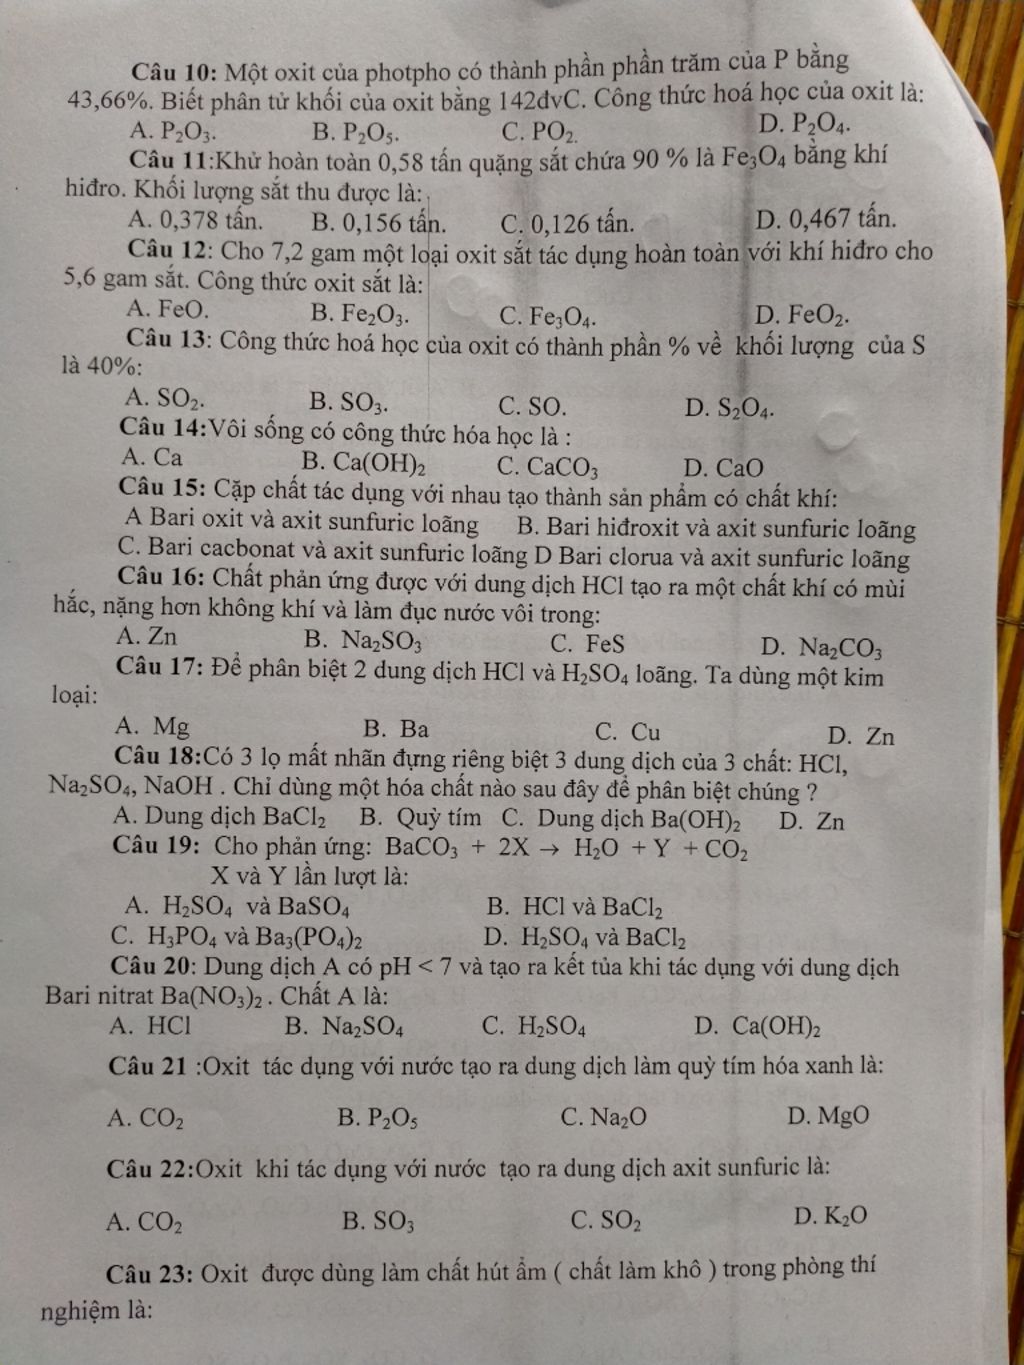 Câu 10: Một oxit của photpho có thành phần phần trăm của P bằng
43,66%. Biết phân tử khối của oxit bằng 142đvC. Công thức hoá học của oxit là:
A. P₂O₃. B. P₂O₅. C. PO₂. D. P₂O₄.
Câu 11:Khử hoàn toàn 0,58 tấn quặng sắt chứa 90 % là Fe₃O₄ bằng khí
hiđro. Khối lượng sắt thu được là:
A. 0,378 tấn. B. 0,156 tấn. C. 0,126 tấn. D. 0,467 tấn.
Câu 12: Cho 7,2 gam một loại oxit sắt tác dụng hoàn toàn với khí hiđro cho
5,6 gam sắt. Công thức oxit sắt là:
A. FeO. B. Fe₂O₃. C. Fe₃O₄. D. FeO₂.
Câu 13: Công thức hoá học của oxit có thành phần % về khối lượng của S
là 40%:
A. SO₂. B. SO₃. C. SO. D. S₂O₄.
Câu 14:Vôi sống có công thức hóa học là :
A. Ca B. Ca(OH)₂ C. CaCO₃ D. CaO
Câu 15: Cặp chất tác dụng với nhau tạo thành sản phẩm có chất khí:
A Bari oxit và axit sunfuric loãng B. Bari hiđroxit và axit sunfuric loãng
C. Bari cacbonat và axit sunfuric loãng D Bari clorua và axit sunfuric loãng
Câu 16: Chất phản ứng được với dung dịch HCl tạo ra một chất khí có mùi
hắc, nặng hơn không khí và làm đục nước vôi trong:
A. Zn B. Na₂SO₃ C. FeS D. Na₂CO₃
Câu 17: Để phân biệt 2 dung dịch HCl và H₂SO₄ loãng. Ta dùng một kim
loại:
A. Mg B. Ba C. Cu D. Zn
Câu 18:Có 3 lọ mất nhãn đựng riêng biệt 3 dung dịch của 3 chất: HCl,
Na₂SO₄, NaOH . Chỉ dùng một hóa chất nào sau đây để phân biệt chúng ?
A. Dung dịch BaCl₂ B. Quỳ tím C. Dung dịch Ba(OH)₂ D. Zn
Câu 19: Cho phản ứng: BaCO₃ + 2X → H₂O + Y + CO₂
X và Y lần lượt là:
A. H₂SO₄ và BaSO₄ B. HCl và BaCl₂
C. H₃PO₄ và Ba₃(PO₄)₂ D. H₂SO₄ và BaCl₂
Câu 20: Dung dịch A có pH < 7 và tạo ra kết tủa khi tác dụng với dung dịch
Bari nitrat Ba(NO₃)₂ . Chất A là:
A. HCl B. Na₂SO₄ C. H₂SO₄ D. Ca(OH)₂
Câu 21 :Oxit tác dụng với nước tạo ra dung dịch làm quỳ tím hóa xanh là:
A. CO₂ B. P₂O₅ C. Na₂O D. MgO
Câu 22:Oxit khi tác dụng với nước tạo ra dung dịch axit sunfuric là:
A. CO₂ B. SO₃ C. SO₂ D. K₂O
Câu 23: Oxit được dùng làm chất hút ẩm ( chất làm khô ) trong phòng thí
nghiệm là: